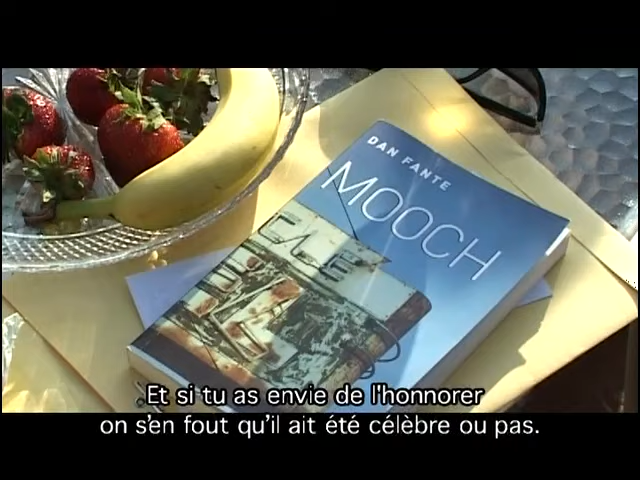 DAN FANTE
MOOCH
Et si tu as envie de l'honnorer
on s'en fout qu'il ait été célèbre ou pas.